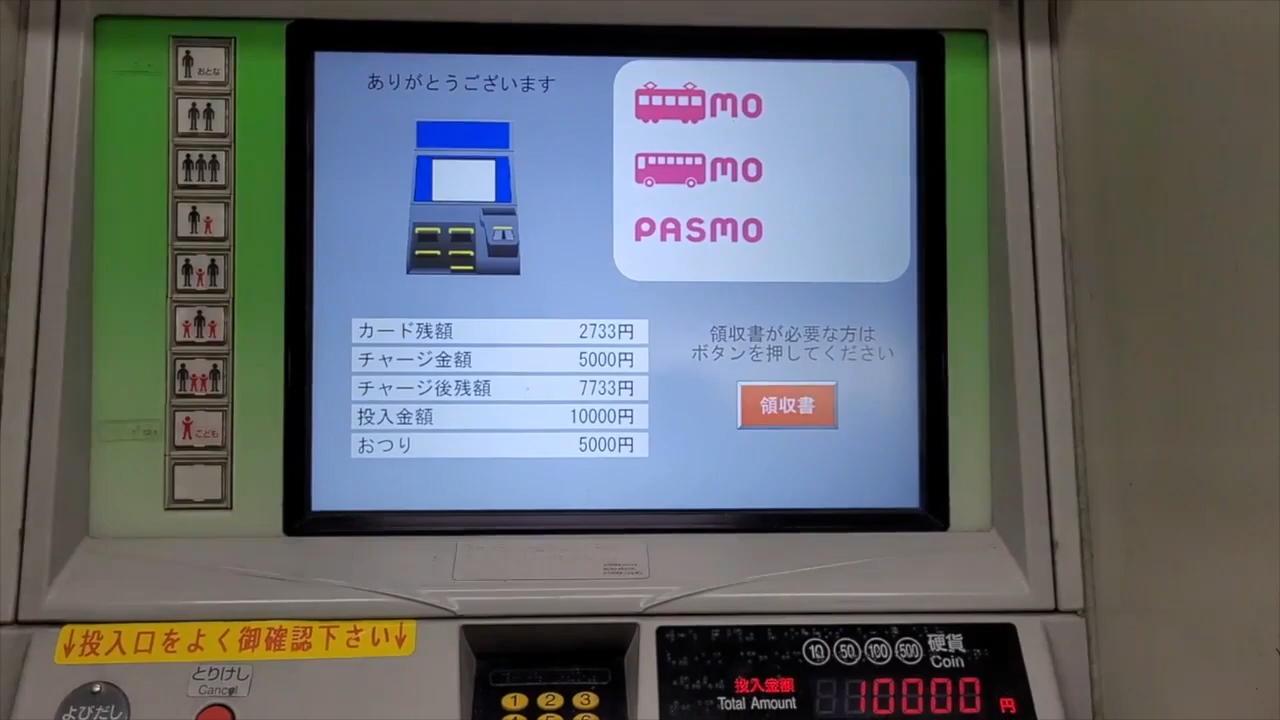 おとな
こども
ありがとうございます
mo
mo
PASMO
カード残額 2733円
チャージ金額 5000円
チャージ後残額 7733円
投入金額 10000円
おつり 5000円
領収書が必要な方は
ボタンを押してください
領収書
↓投入口をよく御確認下さい↓
とりけし
Cancel
よびだし
1 2 3
10 50 100 500 硬貨
Coin
投入金額
Total Amount
10000円